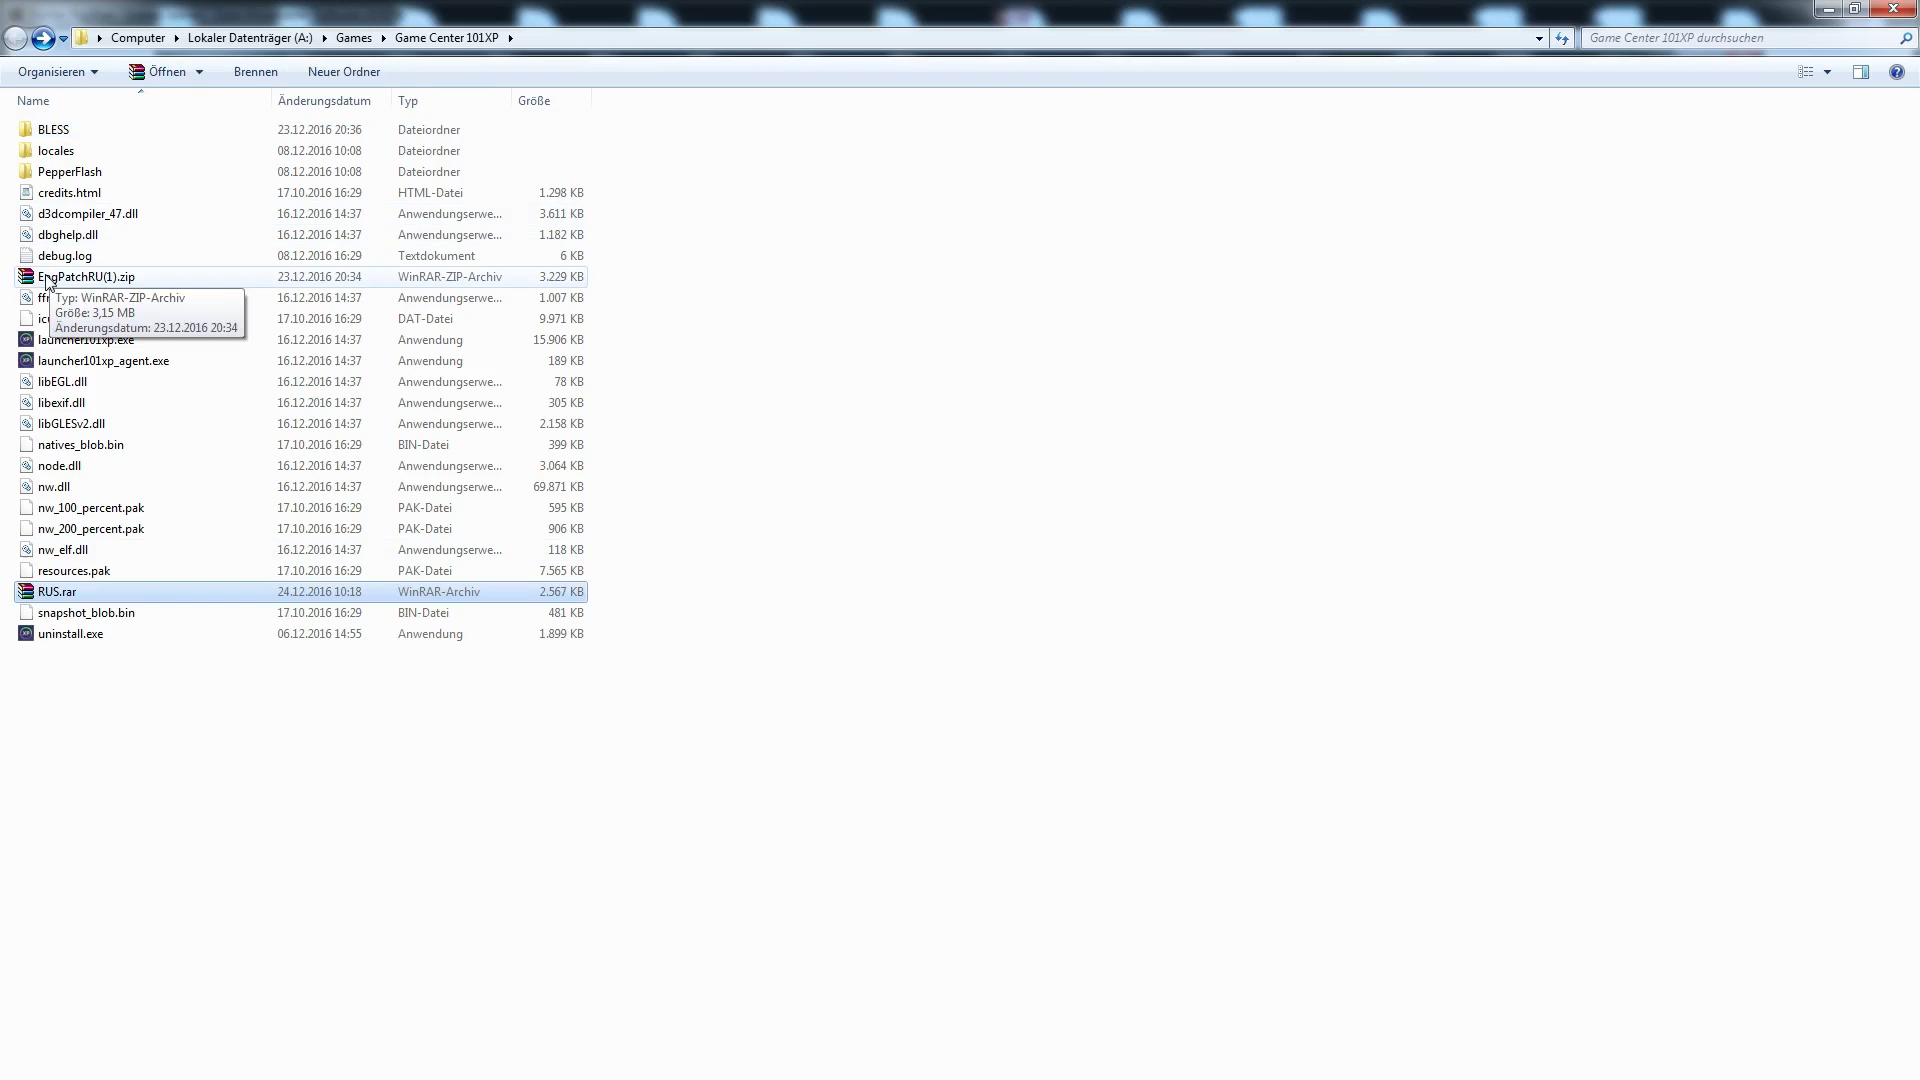 Computer Lokaler Datenträger (A:) Games Game Center 101XP Game Center 101XP durchsuchen
Organisieren Öffnen Brennen Neuer Ordner
Name Änderungsdatum Typ Größe
BLESS 23.12.2016 20:36 Dateiordner
locales 08.12.2016 10:08 Dateiordner
PepperFlash 08.12.2016 10:08 Dateiordner
credits.html 17.10.2016 16:29 HTML-Datei 1.298 KB
d3dcompiler_47.dll 16.12.2016 14:37 Anwendungserwe... 3.611 KB
dbghelp.dll 16.12.2016 14:37 Anwendungserwe... 1.182 KB
debug.log 08.12.2016 16:29 Textdokument 6 KB
EngPatchRU(1).zip 23.12.2016 20:34 WinRAR-ZIP-Archiv 3.229 KB
16.12.2016 14:37 Anwendungserwe... 1.007 KB
Typ: WinRAR-ZIP-Archiv
Größe: 3,15 MB
Änderungsdatum: 23.12.2016 20:34
17.10.2016 16:29 DAT-Datei 9.971 KB
launcher101xp.exe 16.12.2016 14:37 Anwendung 15.906 KB
launcher101xp_agent.exe 16.12.2016 14:37 Anwendung 189 KB
libEGL.dll 16.12.2016 14:37 Anwendungserwe... 78 KB
libexif.dll 16.12.2016 14:37 Anwendungserwe... 305 KB
libGLESv2.dll 16.12.2016 14:37 Anwendungserwe... 2.158 KB
natives_blob.bin 17.10.2016 16:29 BIN-Datei 399 KB
node.dll 16.12.2016 14:37 Anwendungserwe... 3.064 KB
nw.dll 16.12.2016 14:37 Anwendungserwe... 69.871 KB
nw_100_percent.pak 17.10.2016 16:29 PAK-Datei 595 KB
nw_200_percent.pak 17.10.2016 16:29 PAK-Datei 906 KB
nw_elf.dll 16.12.2016 14:37 Anwendungserwe... 118 KB
resources.pak 17.10.2016 16:29 PAK-Datei 7.565 KB
RUS.rar 24.12.2016 10:18 WinRAR-Archiv 2.567 KB
snapshot_blob.bin 17.10.2016 16:29 BIN-Datei 481 KB
uninstall.exe 06.12.2016 14:55 Anwendung 1.899 KB